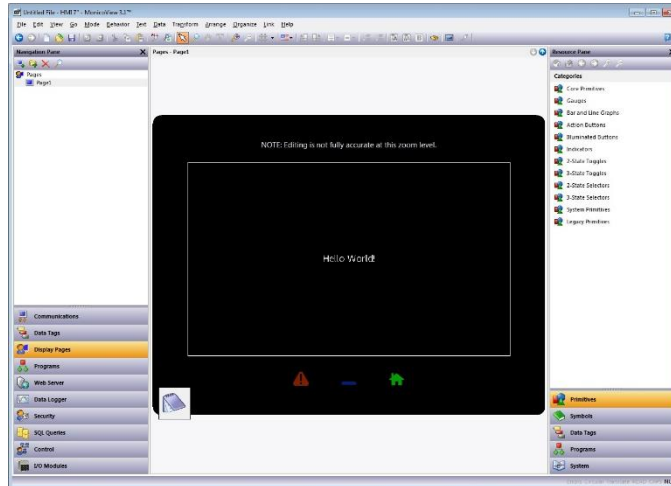 Untitled File - HMI 7" - MonicoView 3.1™
File Edit View Go Mode Behavior Text Data Transform Arrange Organize Link Help
Navigation Pane
Pages - Page1
Resource Pane
Pages
Page1
Categories
Core Primitives
Gauges
Bar and Line Graphs
Action Buttons
Illuminated Buttons
Indicators
2-State Toggles
3-State Toggles
2-State Selectors
3-State Selectors
System Primitives
Legacy Primitives
NOTE: Editing is not fully accurate at this zoom level.
Hello World!
Communications
Data Tags
Display Pages
Programs
Web Server
Data Logger
Security
SQL Queries
Control
I/O Modules
Primitives
Symbols
Data Tags
Programs
System